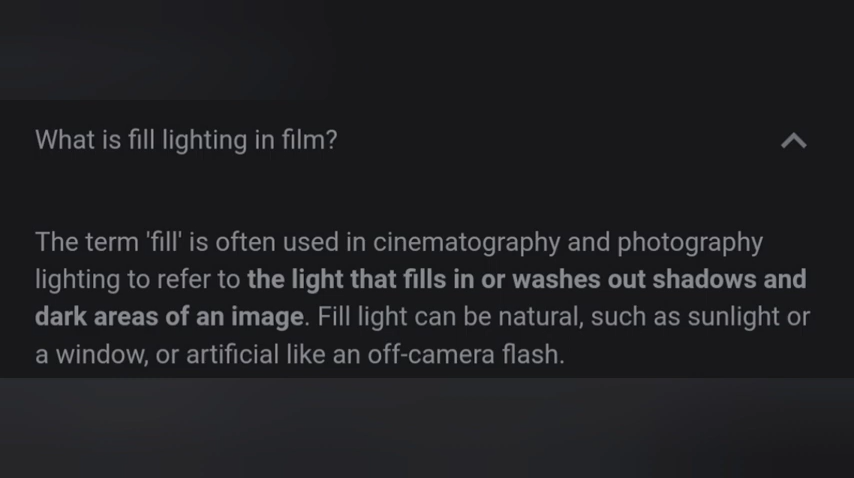 What is fill lighting in film?
The term 'fill' is often used in cinematography and photography
lighting to refer to the light that fills in or washes out shadows and
dark areas of an image. Fill light can be natural, such as sunlight or
a window, or artificial like an off-camera flash.